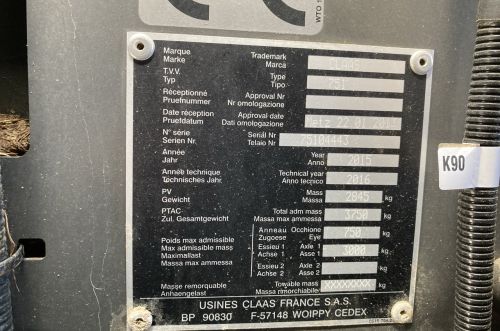 WTO
Marque Trademark
Marke Marca CLAAS
T.V.V. Type
Typ Tipo 751
Réceptionné Approval Nr
Pruefnummer Nr omologazione
Date réception Approval date
Pruefdatum Dati omologazione Metz
N° série Serial Nr
Serien Nr. Telaio Nr 75104443
Année Year
Jahr Anno 2015
Année technique Technical year
Technisches Jahr Anno tecnico 2016
PV Mass
Gewicht Massa 2845 kg
PTAC Total adm mass
Zul. Gesamtgewicht Massa max ammessa 3750 kg
Anneau Occhione
Zugoese Eye 750 kg
Poids max admissible Essieu 1 Axle 1
Max admissible mass Achse 1 Asse 1 3000 kg
Maximallast Essieu 2 Axle 2
Massa max ammessa Achse 2 Asse 2 kg
Masse remorquable Towable mass
Anhaengelast Massa rimorchiabile XXXXXXXX kg
USINES CLAAS FRANCE S.A.S.
BP 90830 F-57148 WOIPPY CEDEX
K90